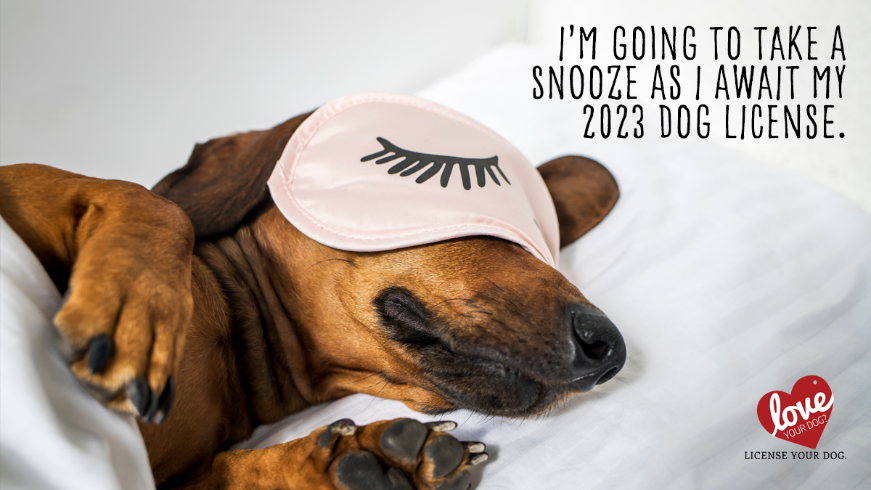 I'M GOING TO TAKE A
SNOOZE AS I AWAIT MY
2023 DOG LICENSE.
love
YOUR DOG?
LICENSE YOUR DOG.